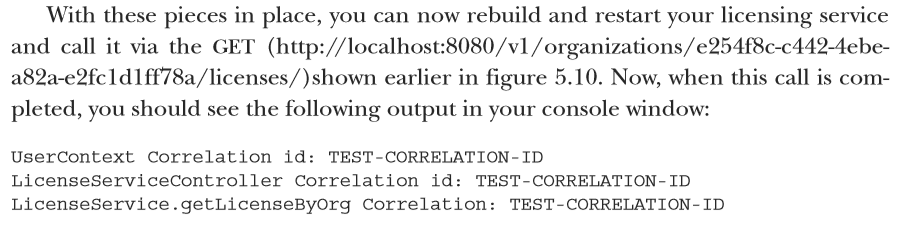 With these pieces in place, you can now rebuild and restart your licensing service
and call it via the GET (http://localhost:8080/v1/organizations/e254f8c-c442-4ebe-
a82a-e2fc1d1ff78a/licenses/)shown earlier in figure 5.10. Now, when this call is com-
pleted, you should see the following output in your console window:
UserContext Correlation id: TEST-CORRELATION-ID
LicenseServiceController Correlation id: TEST-CORRELATION-ID
LicenseService.getLicenseByOrg Correlation: TEST-CORRELATION-ID